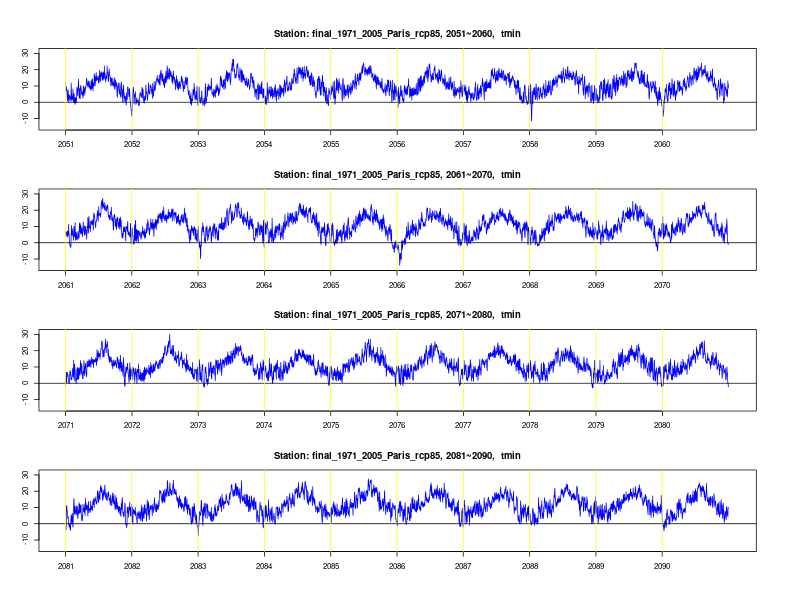 Station: final_1971_2005_Paris_rcp85, 2051~2060, tmin
30
20
10
0
-10
2051 2052 2053 2054 2055 2056 2057 2058 2059 2060
Station: final_1971_2005_Paris_rcp85, 2061~2070, tmin
30
20
10
0
-10
2061 2062 2063 2064 2065 2066 2067 2068 2069 2070
Station: final_1971_2005_Paris_rcp85, 2071~2080, tmin
30
20
10
0
-10
2071 2072 2073 2074 2075 2076 2077 2078 2079 2080
Station: final_1971_2005_Paris_rcp85, 2081~2090, tmin
30
20
10
0
-10
2081 2082 2083 2084 2085 2086 2087 2088 2089 2090